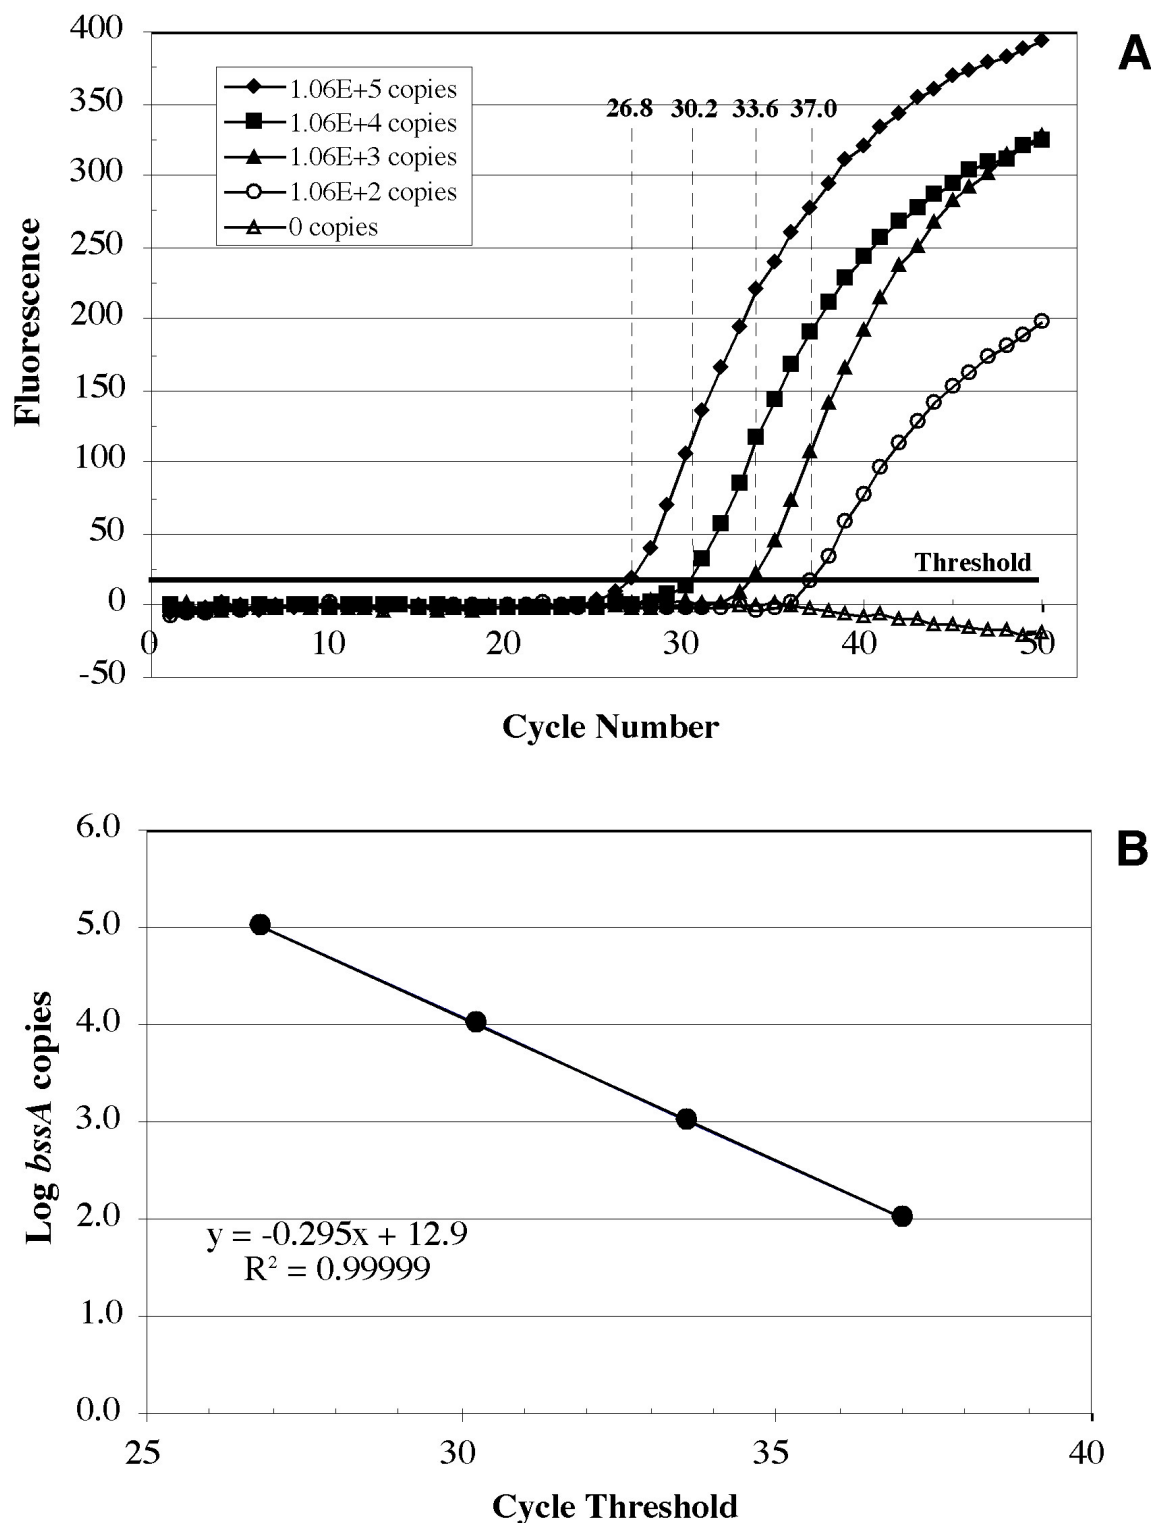 A
400
350
300
250
200
150
100
50
0
-50
Fluorescence
1.06E+5 copies
1.06E+4 copies
1.06E+3 copies
1.06E+2 copies
0 copies
26.8 30.2 33.6 37.0
Threshold
0 10 20 30 40 50
Cycle Number
B
6.0
5.0
4.0
3.0
2.0
1.0
0.0
Log bssA copies
y = -0.295x + 12.9
R² = 0.99999
25 30 35 40
Cycle Threshold